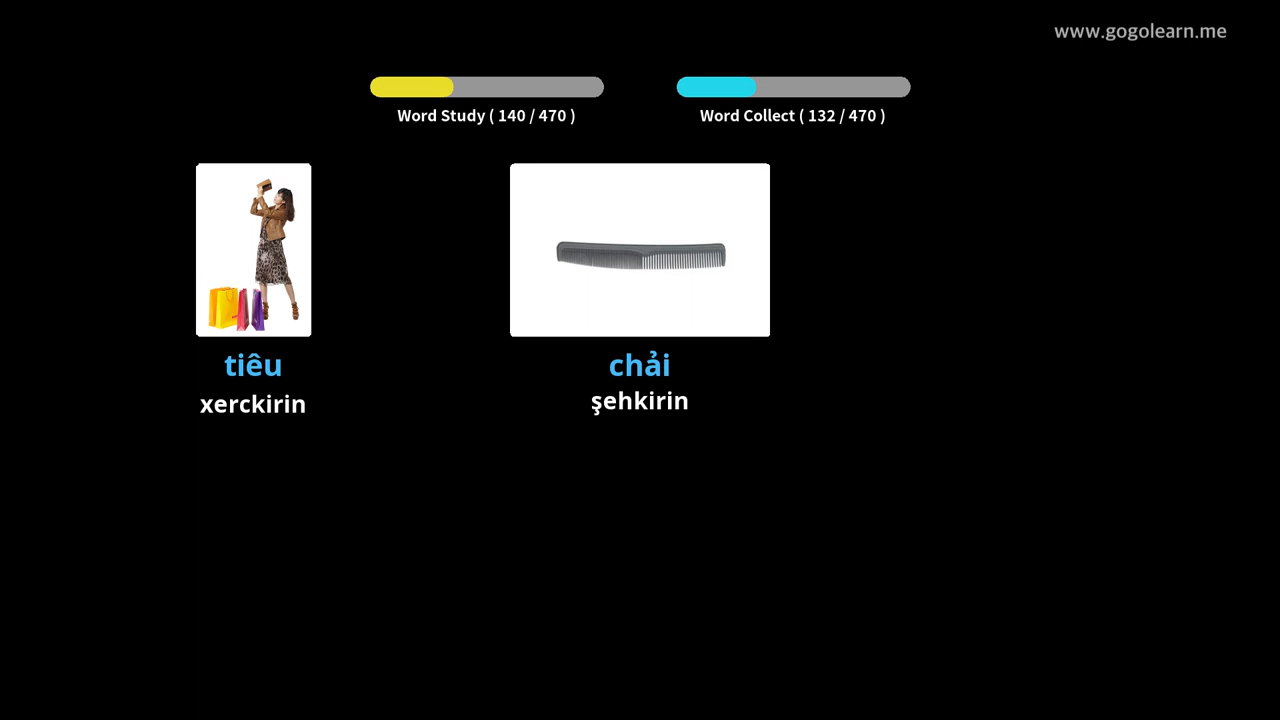 www.gogolearn.me
Word Study ( 140 / 470 )
Word Collect ( 132 / 470 )
tiêu
xerckirin
chải
şehkirin